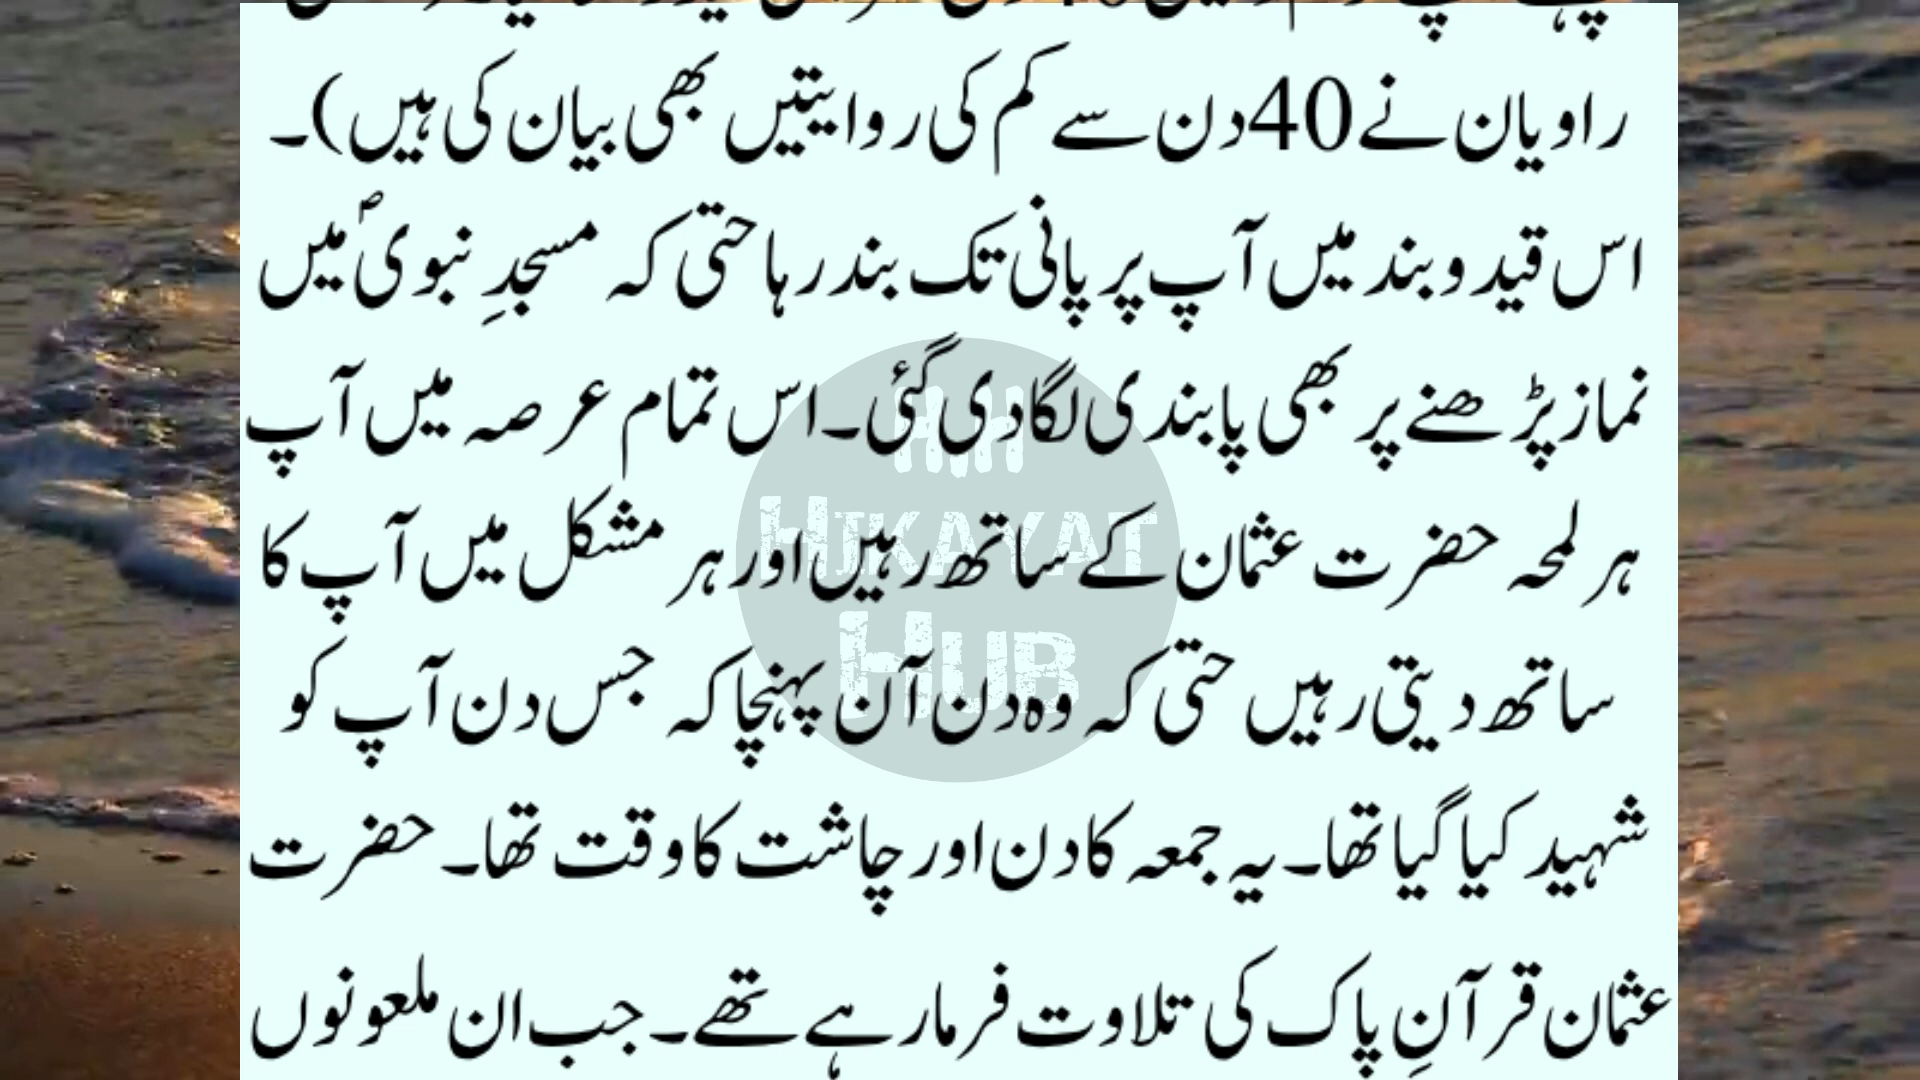 راویان نے 40 دن سے کم کی روایتیں بھی بیان کی ہیں)۔
اس قید و بند میں آپ پر پانی تک بند رہا حتیٰ کہ مسجدِ نبویؐ میں
نماز پڑھنے پر بھی پابندی لگا دی گئی۔ اس تمام عرصہ میں آپ
ہر لمحہ حضرت عثمان کے ساتھ رہیں اور ہر مشکل میں آپ کا
ساتھ دیتی رہیں حتیٰ کہ وہ دن آن پہنچا کہ جس دن آپ کو
شہید کیا گیا تھا۔ یہ جمعہ کا دن اور چاشت کا وقت تھا۔ حضرت
عثمان قرآنِ پاک کی تلاوت فرما رہے تھے۔ جب ان ملعونوں
HIKAYAT
HUB